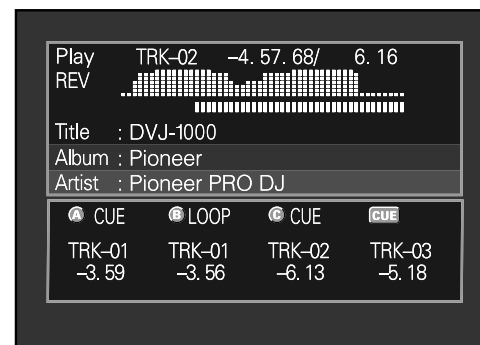 Play TRK–02 –4. 57. 68/ 6. 16
REV
Title : DVJ-1000
Album : Pioneer
Artist : Pioneer PRO DJ
A CUE B LOOP C CUE CUE
TRK–01 TRK–01 TRK–02 TRK–03
–3. 59 –3. 56 –6. 13 –5. 18